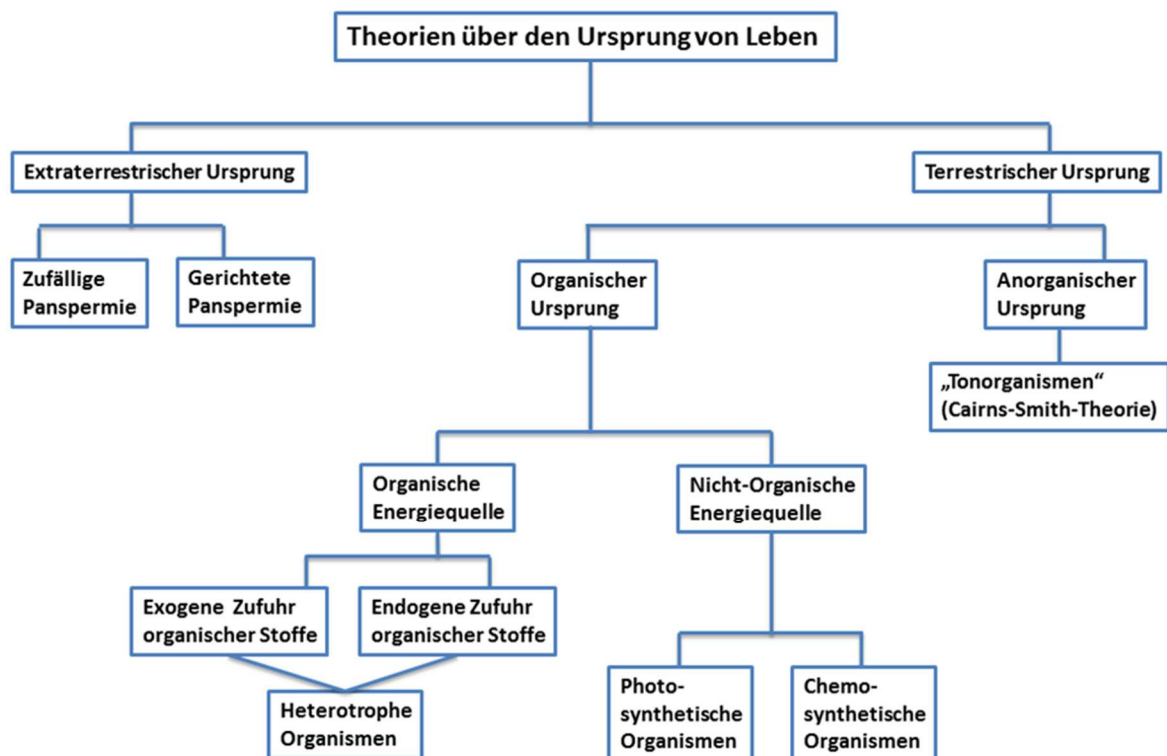 Theorien über den Ursprung von Leben
Extraterrestrischer Ursprung
Terrestrischer Ursprung
Zufällige
Panspermie
Gerichtete
Panspermie
Organischer
Ursprung
Anorganischer
Ursprung
„Tonorganismen“
(Cairns-Smith-Theorie)
Organische
Energiequelle
Nicht-Organische
Energiequelle
Exogene Zufuhr
organischer Stoffe
Endogene Zufuhr
organischer Stoffe
Heterotrophe
Organismen
Photo-
synthetische
Organismen
Chemo-
synthetische
Organismen